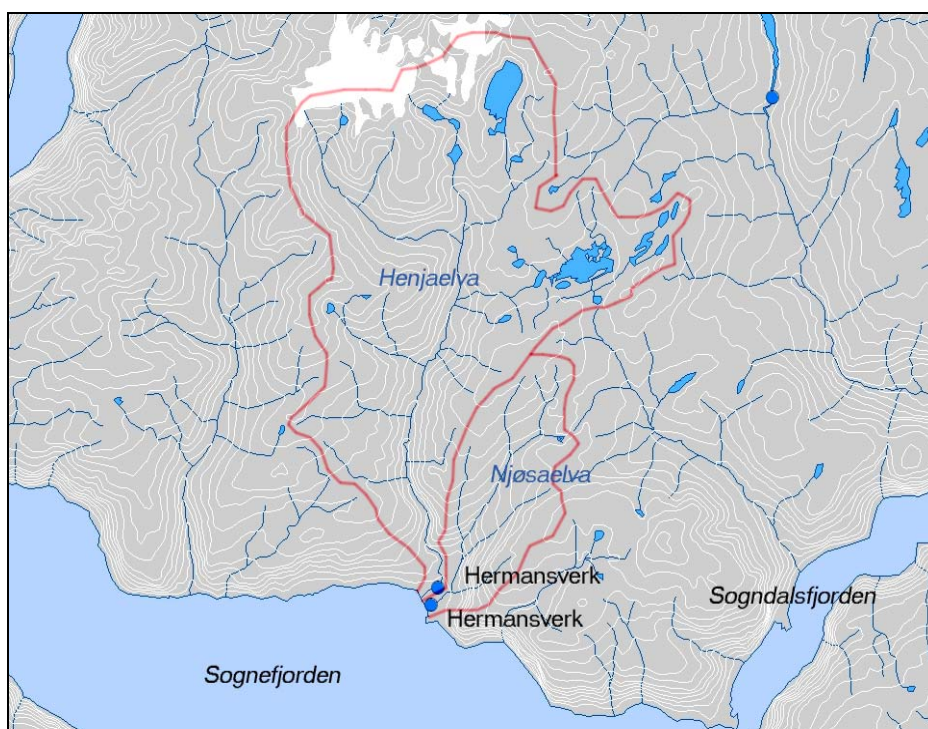 Henjaelva
Njøsaelva
Hermansverk
Sogndalsfjorden
Hermansverk
Sognefjorden